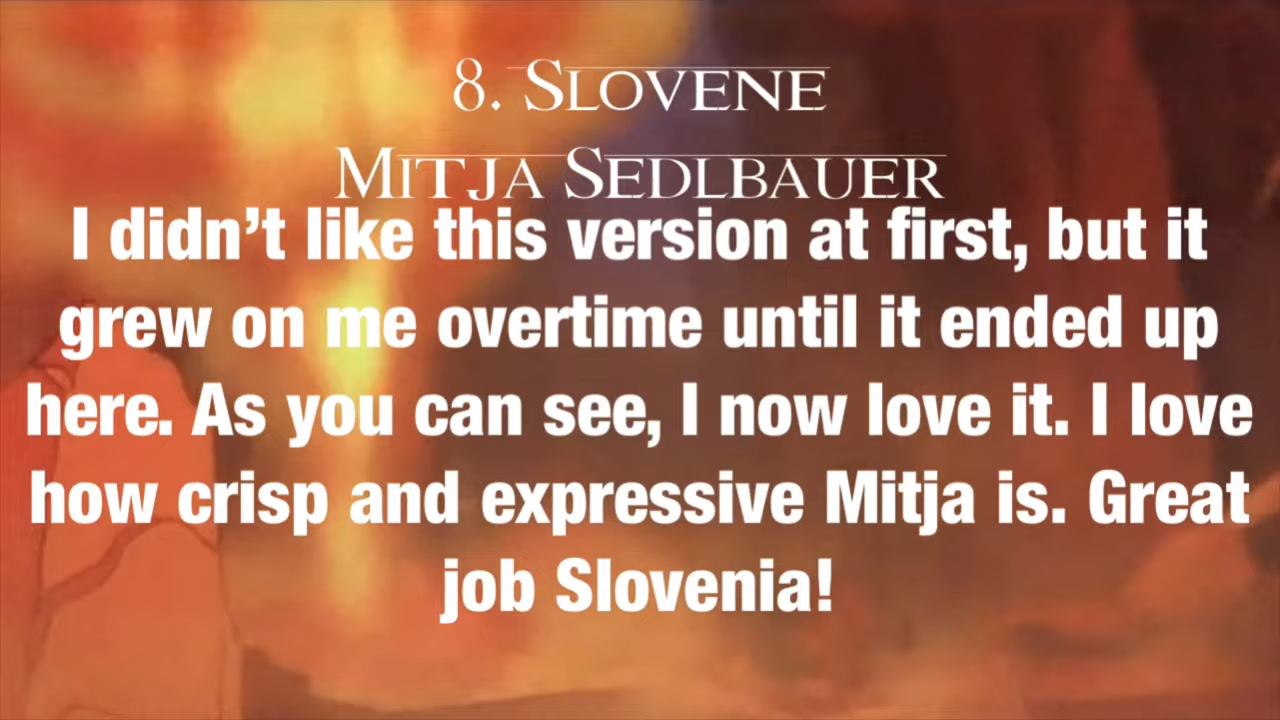 8. SLOVENE
MITJA SEDLBAUER
I didn’t like this version at first, but it
grew on me overtime until it ended up
here. As you can see, I now love it. I love
how crisp and expressive Mitja is. Great
job Slovenia!